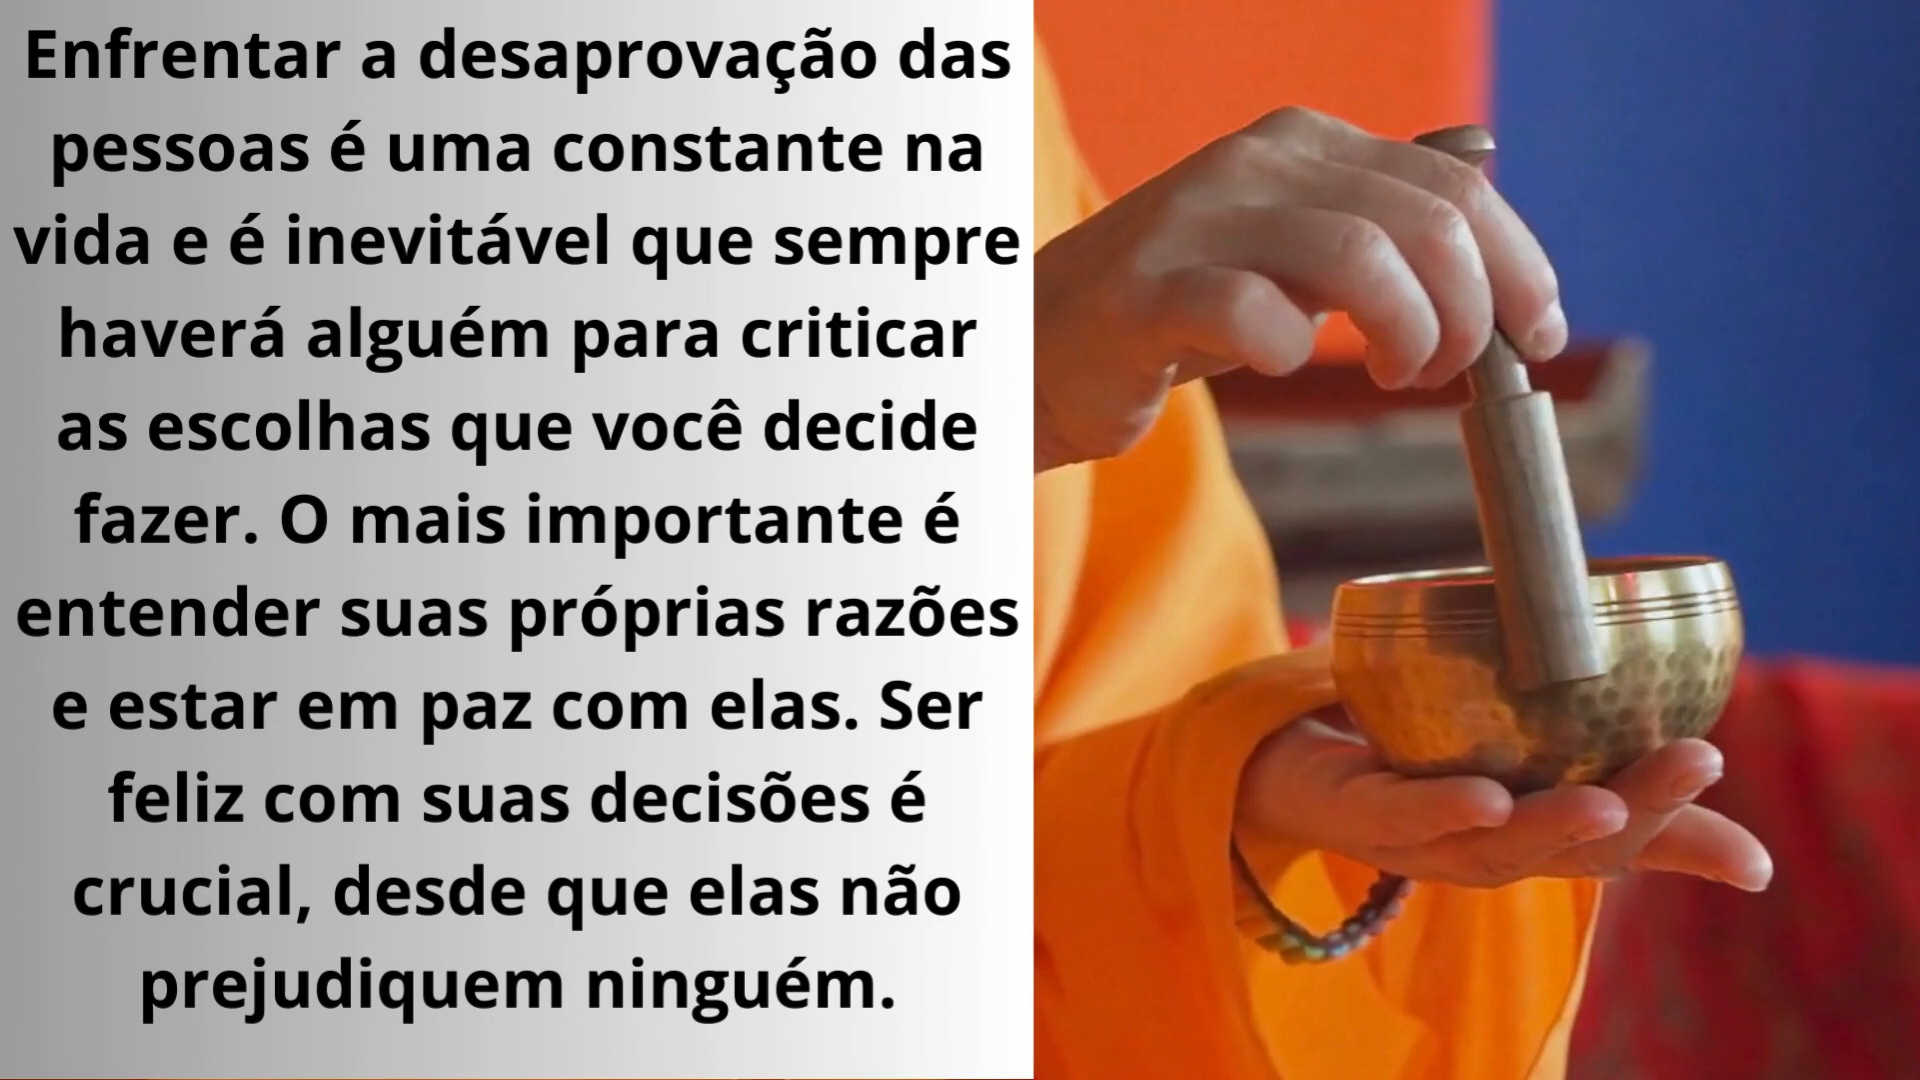 Enfrentar a desaprovação das
pessoas é uma constante na
vida e é inevitável que sempre
haverá alguém para criticar
as escolhas que você decide
fazer. O mais importante é
entender suas próprias razões
e estar em paz com elas. Ser
feliz com suas decisões é
crucial, desde que elas não
prejudiquem ninguém.